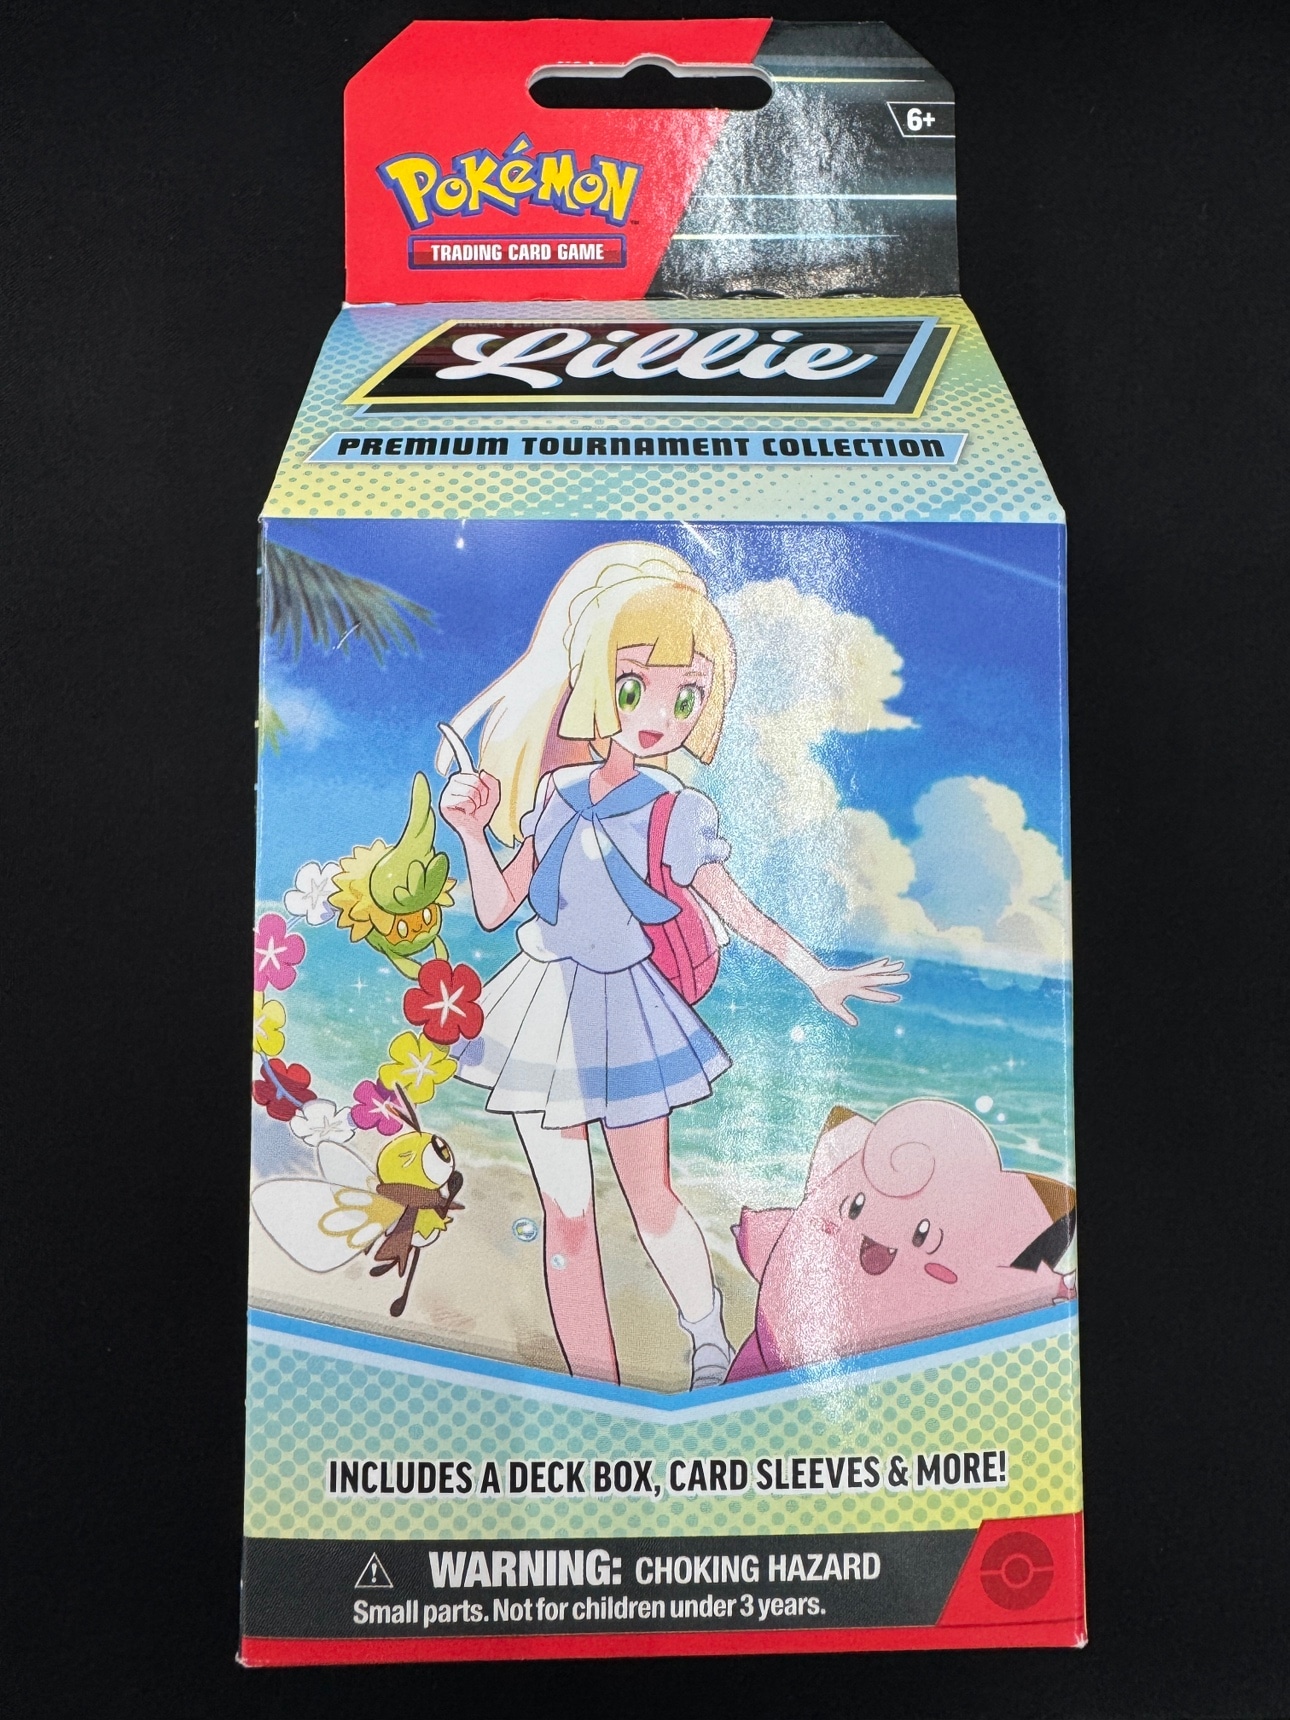 6+
POKéMON
TRADING CARD GAME
Lillie
PREMIUM TOURNAMENT COLLECTION
INCLUDES A DECK BOX, CARD SLEEVES & MORE!
WARNING: CHOKING HAZARD
Small parts. Not for children under 3 years.